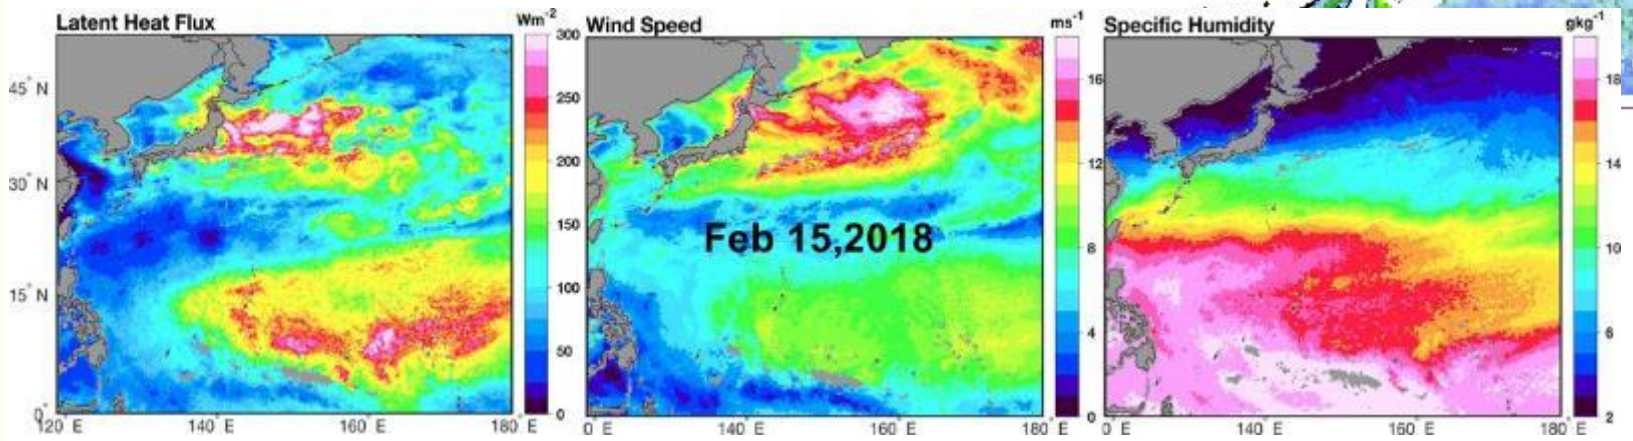 Latent Heat Flux
Wm-2
Wind Speed
ms-1
Specific Humidity
gkg-1
300
250
200
150
100
50
0
16
12
8
4
0
18
14
10
6
2
45° N
30° N
15° N
0°
Feb 15,2018
120 E
140° E
160° E
180° E
0° E
140° E
160° E
180° E
0° E
140° E
160° E
180° E